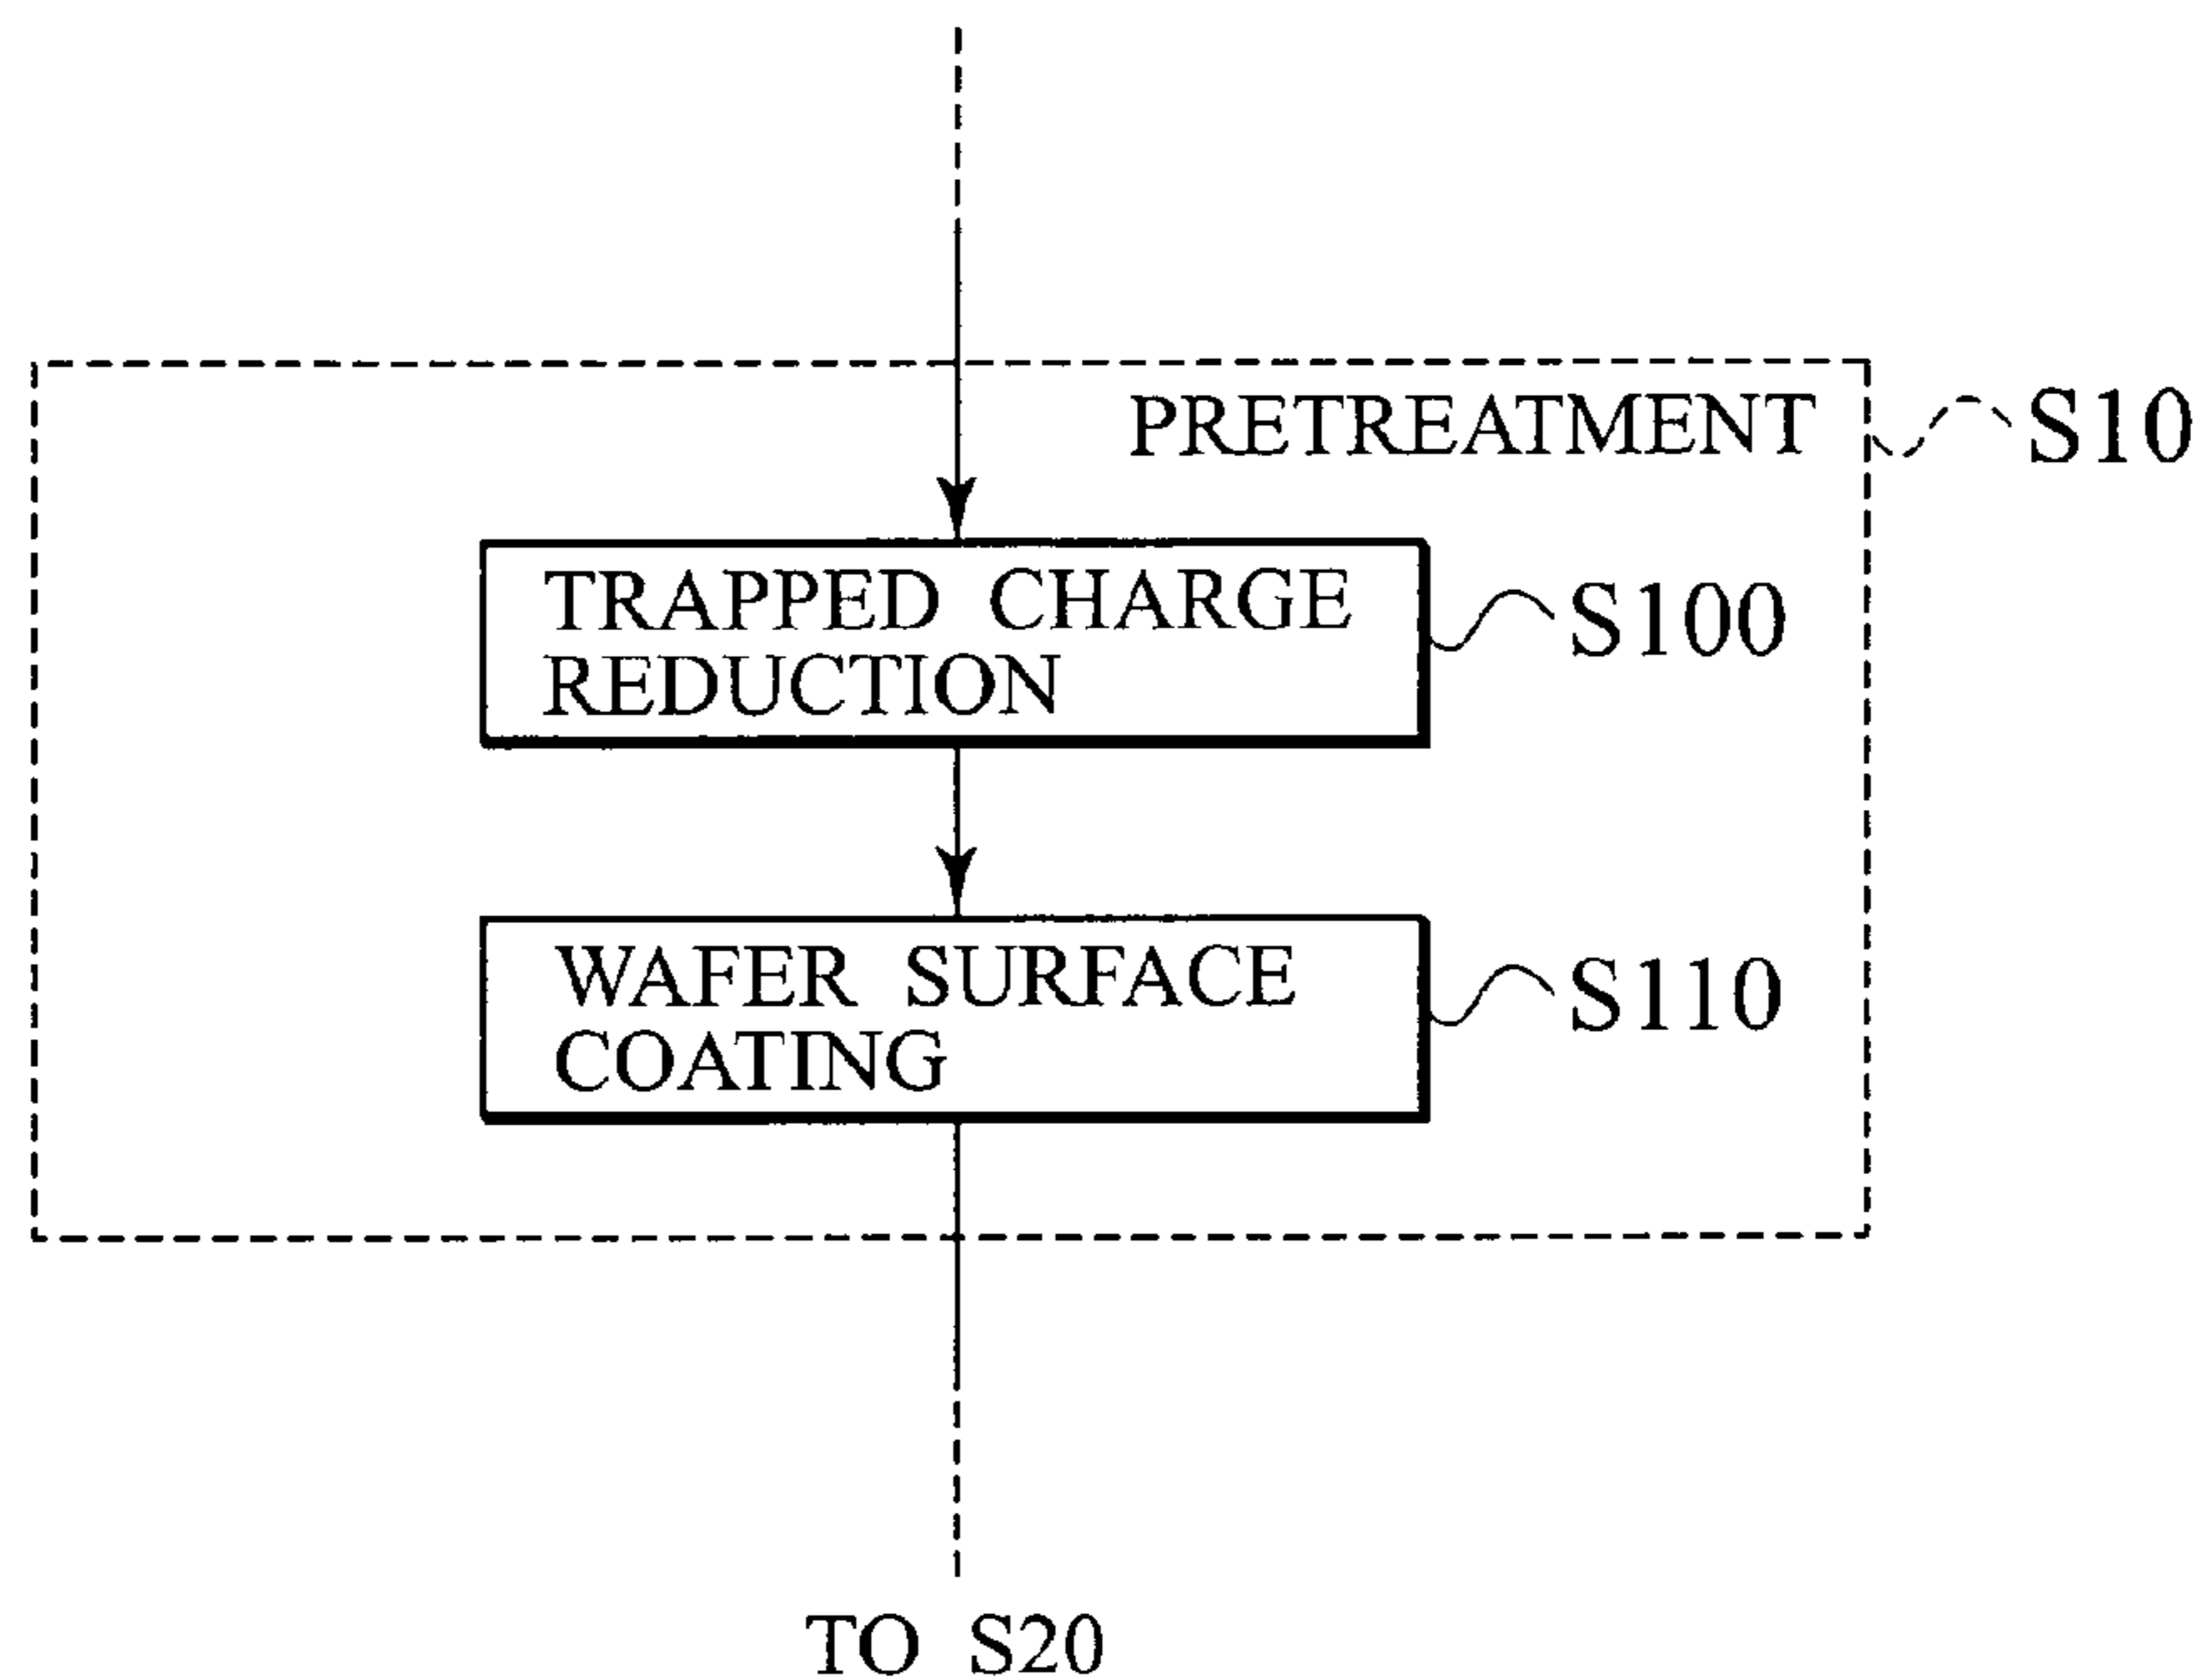 PRETREATMENT S10
TRAPPED CHARGE
REDUCTION
S100
WAFER SURFACE
COATING
S110
TO S20